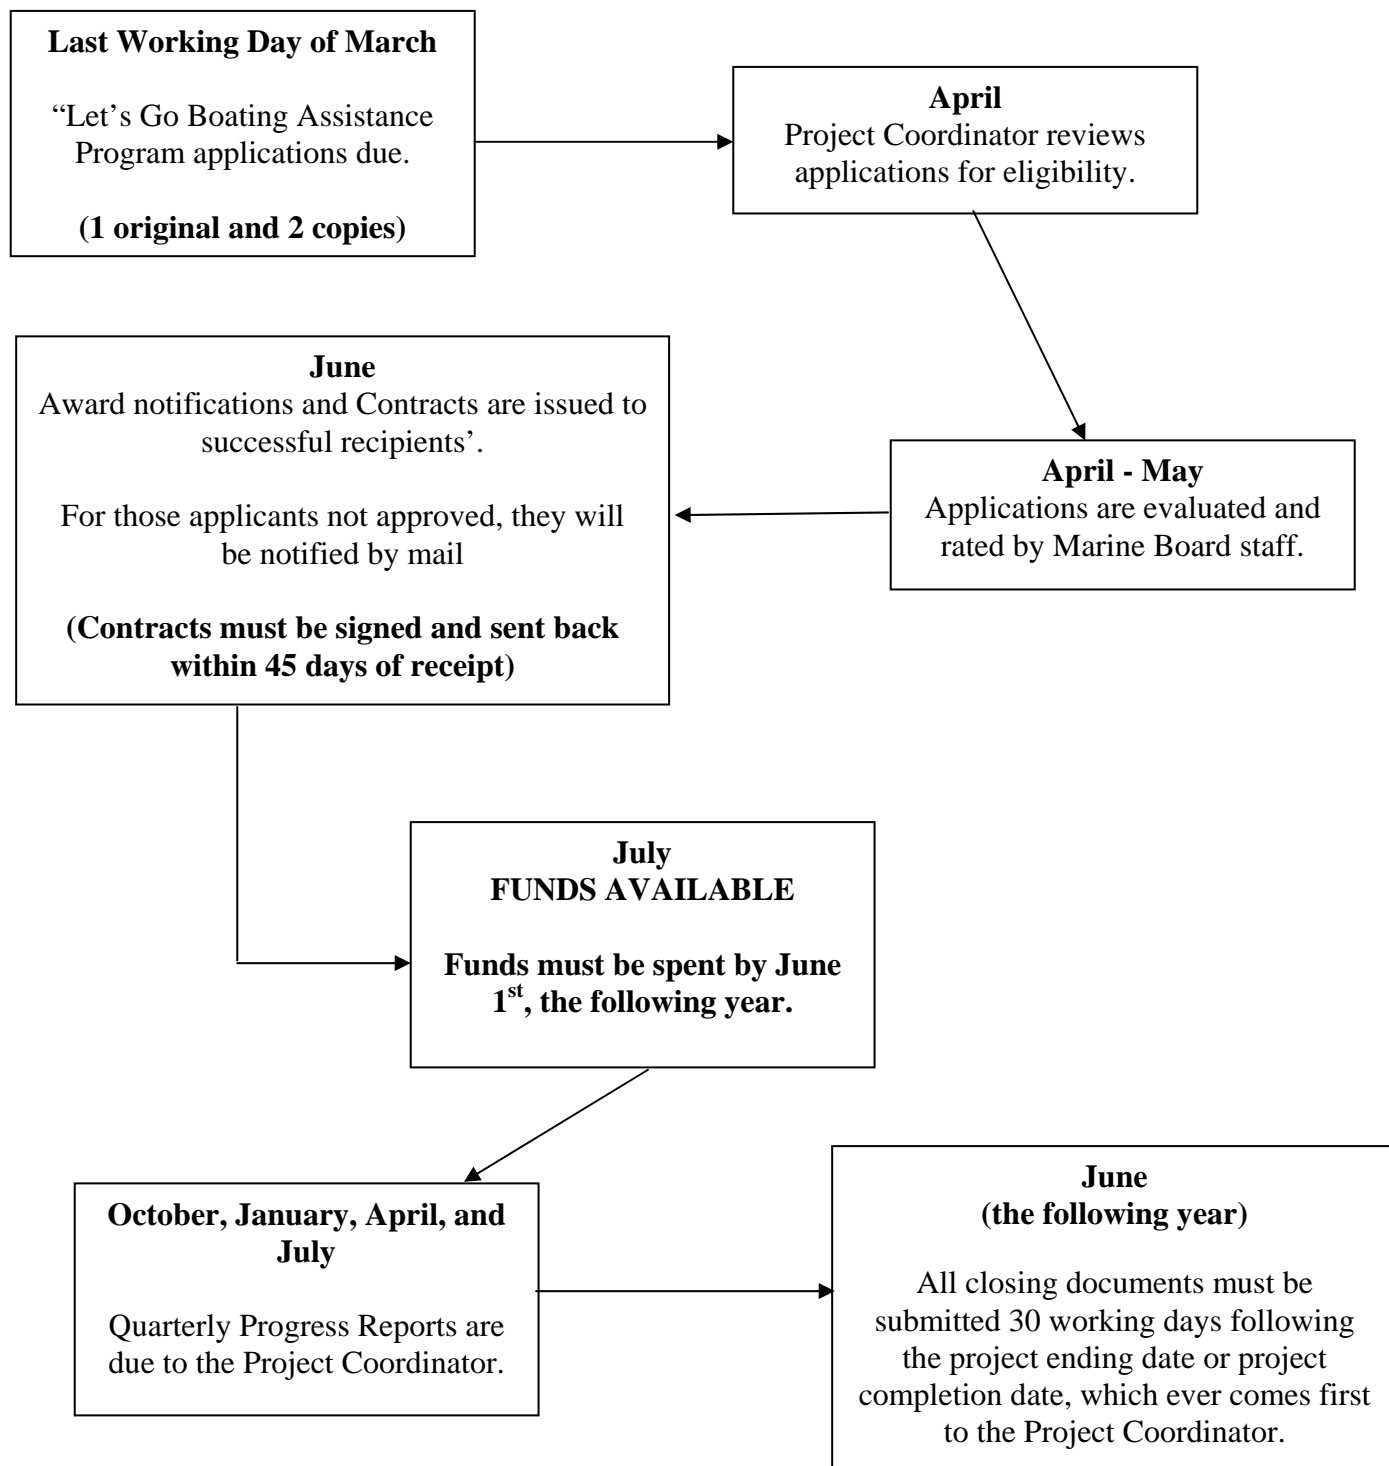 Last Working Day of March
“Let’s Go Boating Assistance
Program applications due.
(1 original and 2 copies)
April
Project Coordinator reviews
applications for eligibility.
April - May
Applications are evaluated and
rated by Marine Board staff.
June
Award notifications and Contracts are issued to
successful recipients’.
For those applicants not approved, they will
be notified by mail
(Contracts must be signed and sent back
within 45 days of receipt)
July
FUNDS AVAILABLE
Funds must be spent by June
1st, the following year.
October, January, April, and
July
Quarterly Progress Reports are
due to the Project Coordinator.
June
(the following year)
All closing documents must be
submitted 30 working days following
the project ending date or project
completion date, which ever comes first
to the Project Coordinator.